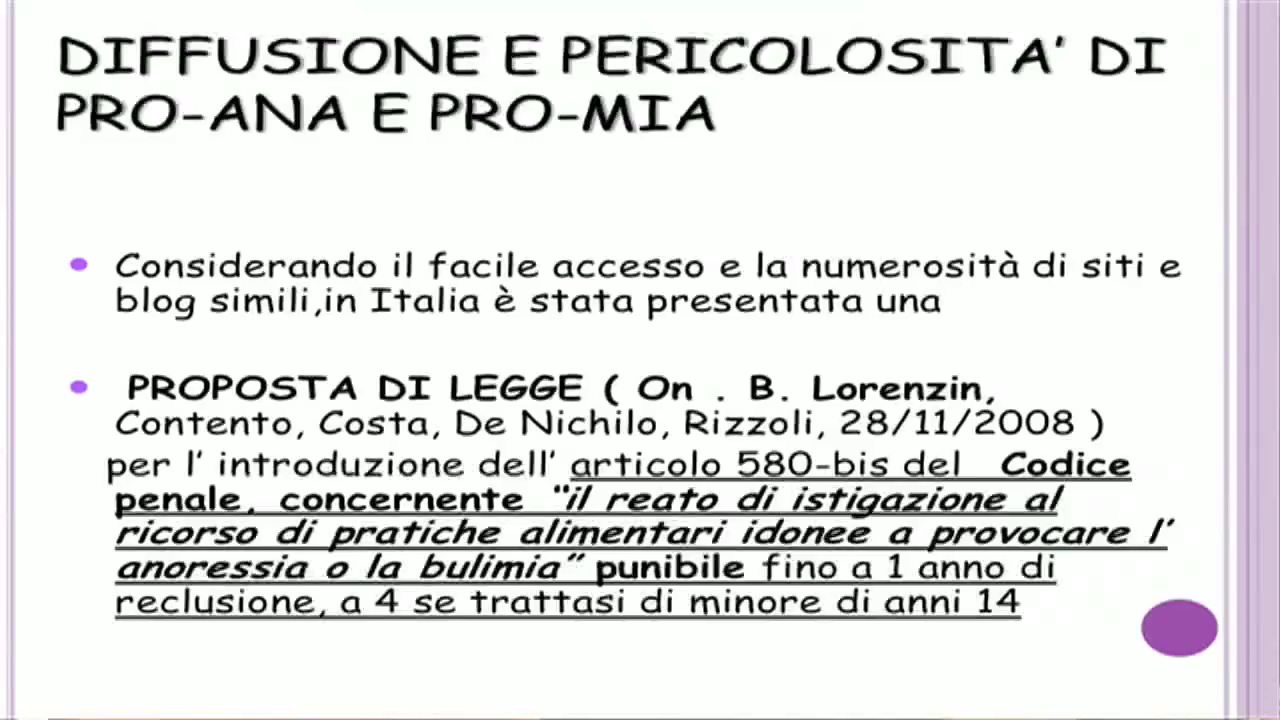 DIFFUSIONE E PERICOLOSITA’ DI
PRO-ANA E PRO-MIA
• Considerando il facile accesso e la numerosità di siti e
blog simili,in Italia è stata presentata una
• PROPOSTA DI LEGGE ( On . B. Lorenzin,
Contento, Costa, De Nichilo, Rizzoli, 28/11/2008 )
per l’ introduzione dell’ articolo 580-bis del Codice
penale, concernente “il reato di istigazione al
ricorso di pratiche alimentari idonee a provocare l’
anoressia o la bulimia” punibile fino a 1 anno di
reclusione, a 4 se trattasi di minore di anni 14